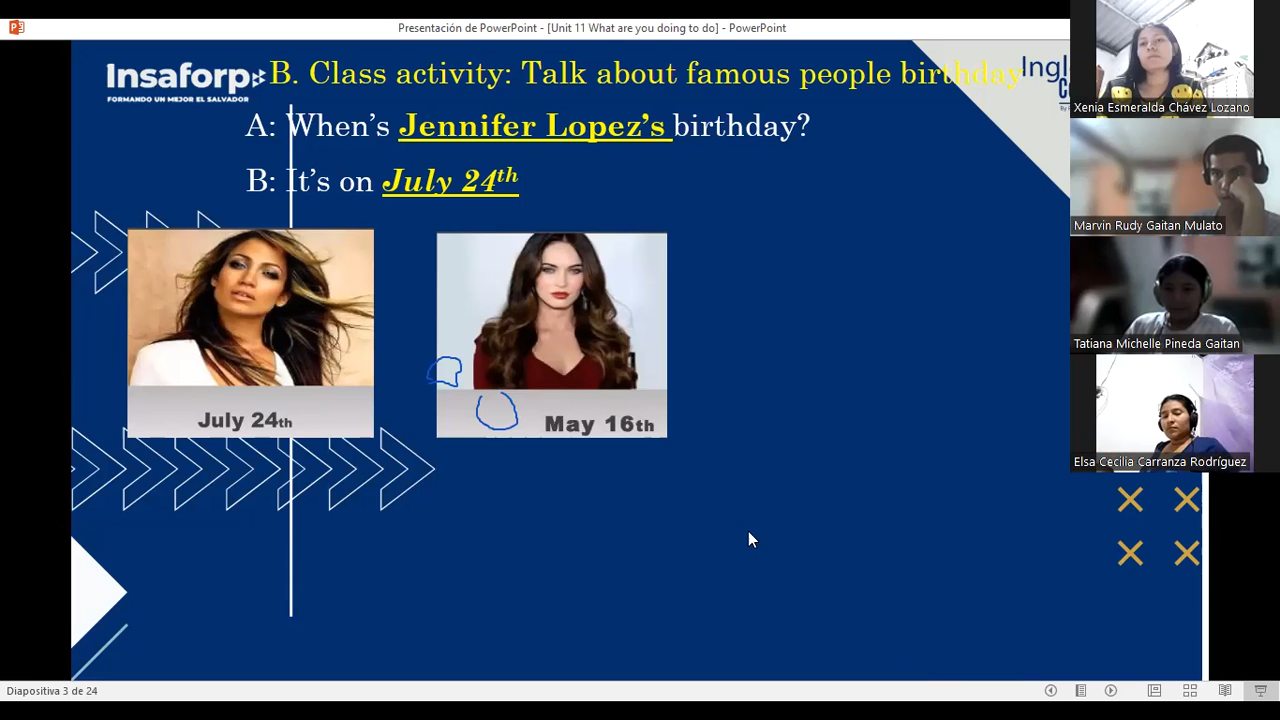 Presentación de PowerPoint - [Unit 11 What are you doing to do] - PowerPoint
Insaforp
FORMANDO UN MEJOR EL SALVADOR
B. Class activity: Talk about famous people birthday
Ingl
A: When's Jennifer Lopez's birthday?
B: It's on July 24th
July 24th
May 16th
Xenia Esmeralda Chávez Lozano
Marvin Rudy Gaitan Mulato
Tatiana Michelle Pineda Gaitan
Elsa Cecilia Carranza Rodríguez
Diapositiva 3 de 24